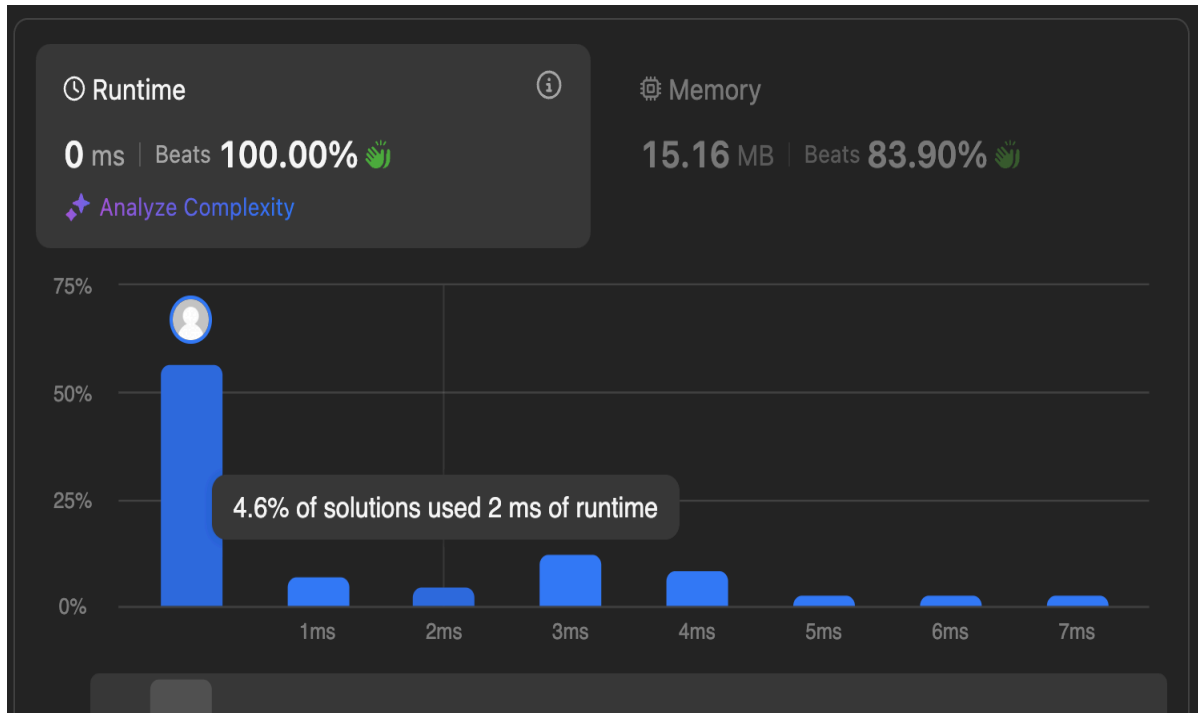 Runtime
0 ms | Beats 100.00%
Analyze Complexity
Memory
15.16 MB | Beats 83.90%
75%
50%
25%
0%
4.6% of solutions used 2 ms of runtime
1ms 2ms 3ms 4ms 5ms 6ms 7ms